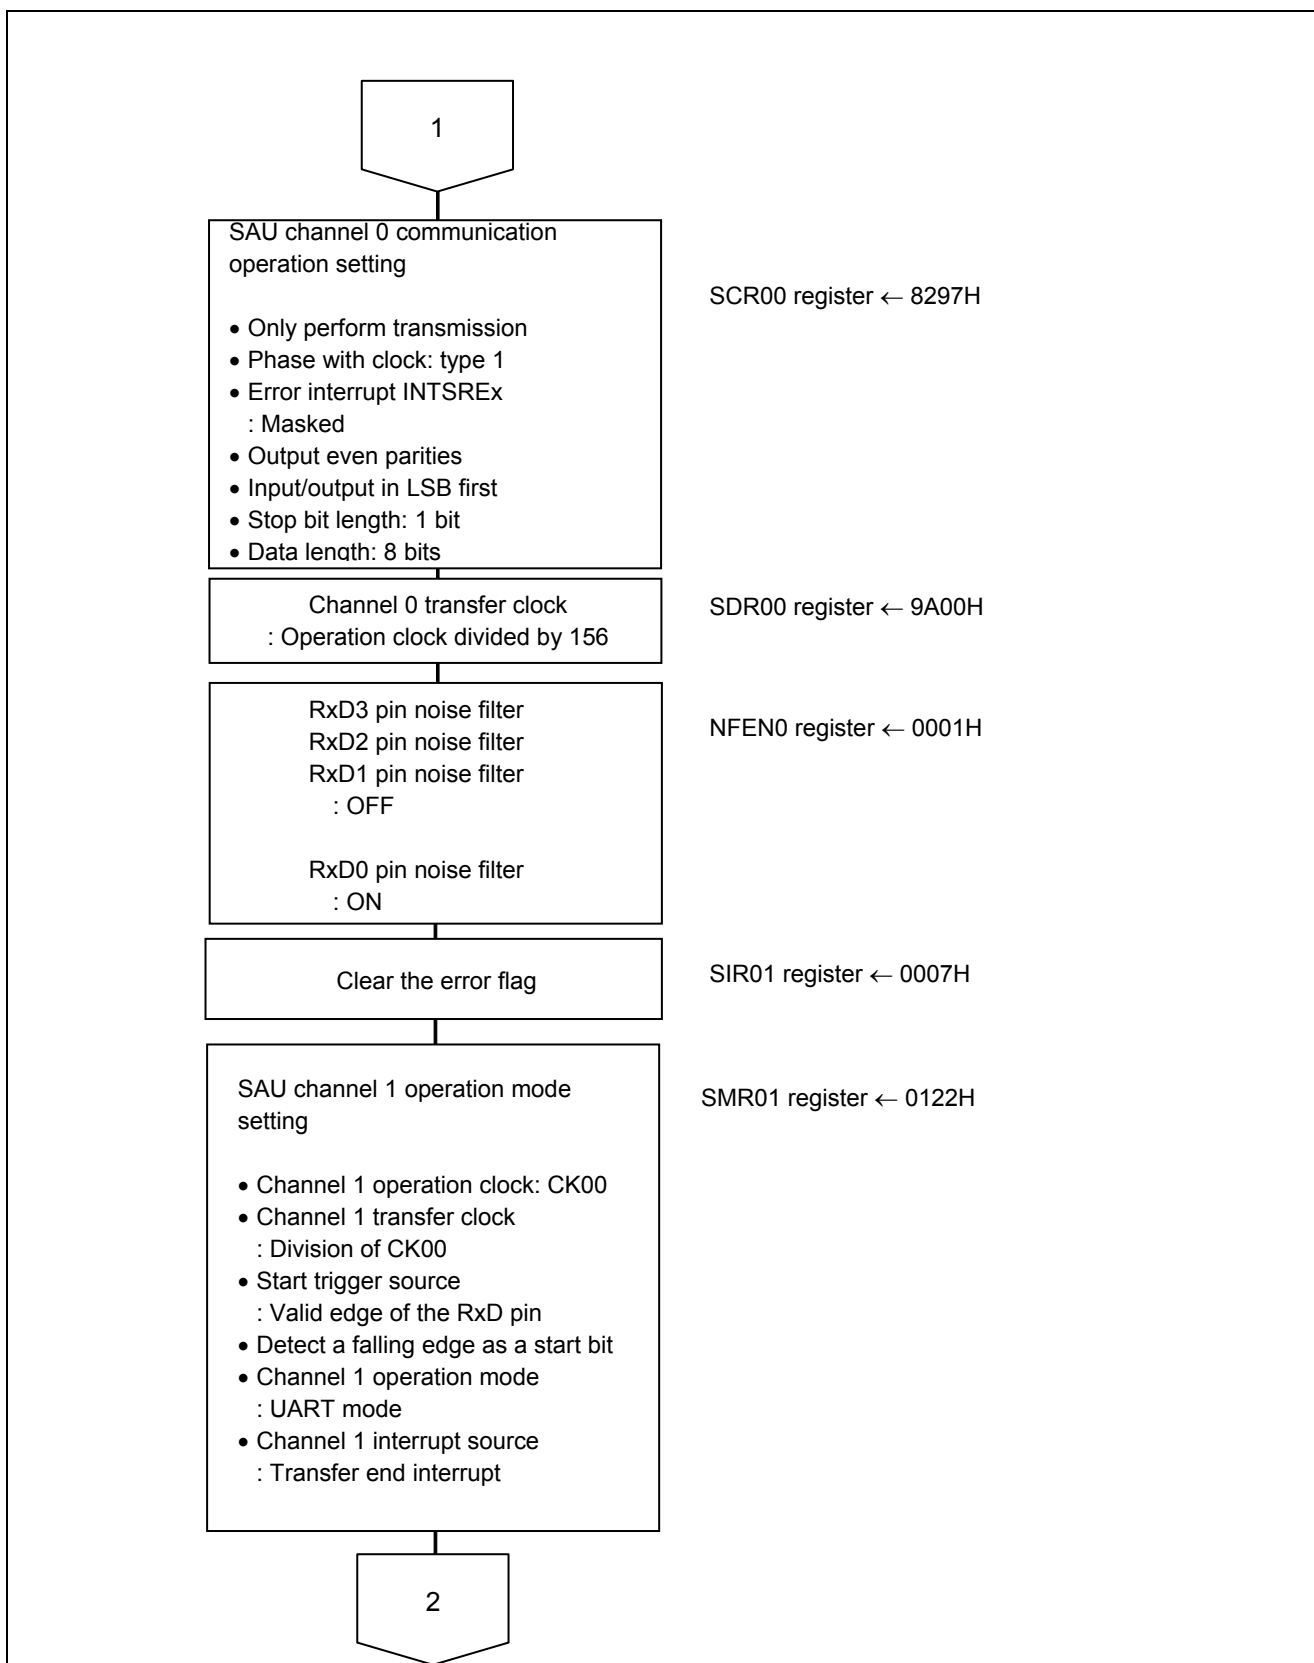 1
SAU channel 0 communication
operation setting
SCR00 register ← 8297H
• Only perform transmission
• Phase with clock: type 1
• Error interrupt INTSREx
: Masked
• Output even parities
• Input/output in LSB first
• Stop bit length: 1 bit
• Data length: 8 bits
Channel 0 transfer clock
: Operation clock divided by 156
SDR00 register ← 9A00H
RxD3 pin noise filter
RxD2 pin noise filter
RxD1 pin noise filter
: OFF
RxD0 pin noise filter
: ON
NFEN0 register ← 0001H
Clear the error flag
SIR01 register ← 0007H
SAU channel 1 operation mode
setting
SMR01 register ← 0122H
• Channel 1 operation clock: CK00
• Channel 1 transfer clock
: Division of CK00
• Start trigger source
: Valid edge of the RxD pin
• Detect a falling edge as a start bit
• Channel 1 operation mode
: UART mode
• Channel 1 interrupt source
: Transfer end interrupt
2